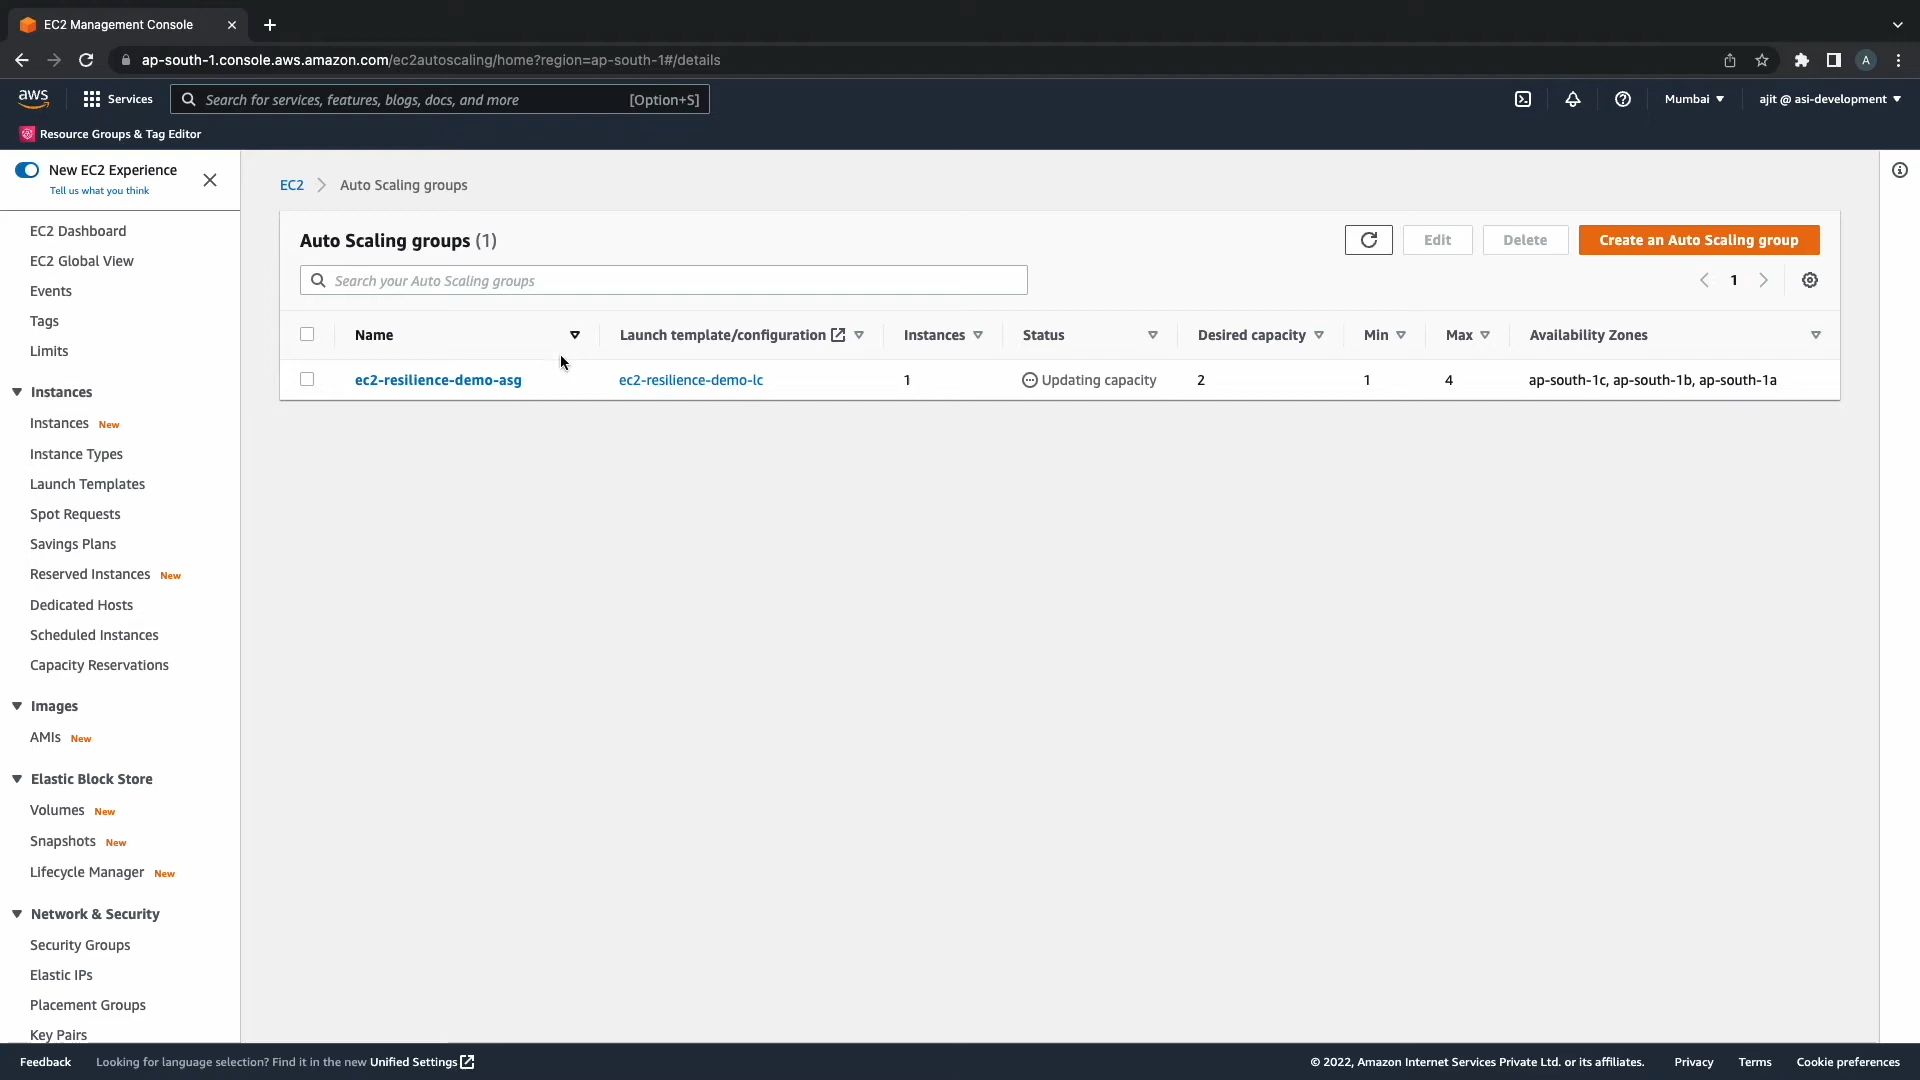 EC2 Management Console
ap-south-1.console.aws.amazon.com/ec2autoscaling/home?region=ap-south-1#/details
A
aws
Services
Search for services, features, blogs, docs, and more
[Option+S]
Mumbai
ajit @ asi-development
Resource Groups & Tag Editor
New EC2 Experience
Tell us what you think
EC2 Dashboard
EC2 Global View
Events
Tags
Limits
Instances
Instances New
Instance Types
Launch Templates
Spot Requests
Savings Plans
Reserved Instances New
Dedicated Hosts
Scheduled Instances
Capacity Reservations
Images
AMIs New
Elastic Block Store
Volumes New
Snapshots New
Lifecycle Manager New
Network & Security
Security Groups
Elastic IPs
Placement Groups
Key Pairs
EC2 > Auto Scaling groups
Auto Scaling groups (1)
Edit
Delete
Create an Auto Scaling group
Search your Auto Scaling groups
1
Name Launch template/configuration Instances Status Desired capacity Min Max Availability Zones
ec2-resilience-demo-asg ec2-resilience-demo-lc 1 Updating capacity 2 1 4 ap-south-1c, ap-south-1b, ap-south-1a
Feedback Looking for language selection? Find it in the new Unified Settings © 2022, Amazon Internet Services Private Ltd. or its affiliates. Privacy Terms Cookie preferences